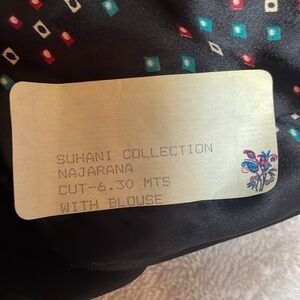 SUHANI COLLECTION
NAJARANA
CUT-6.30 MTS
WITH BLOUSE